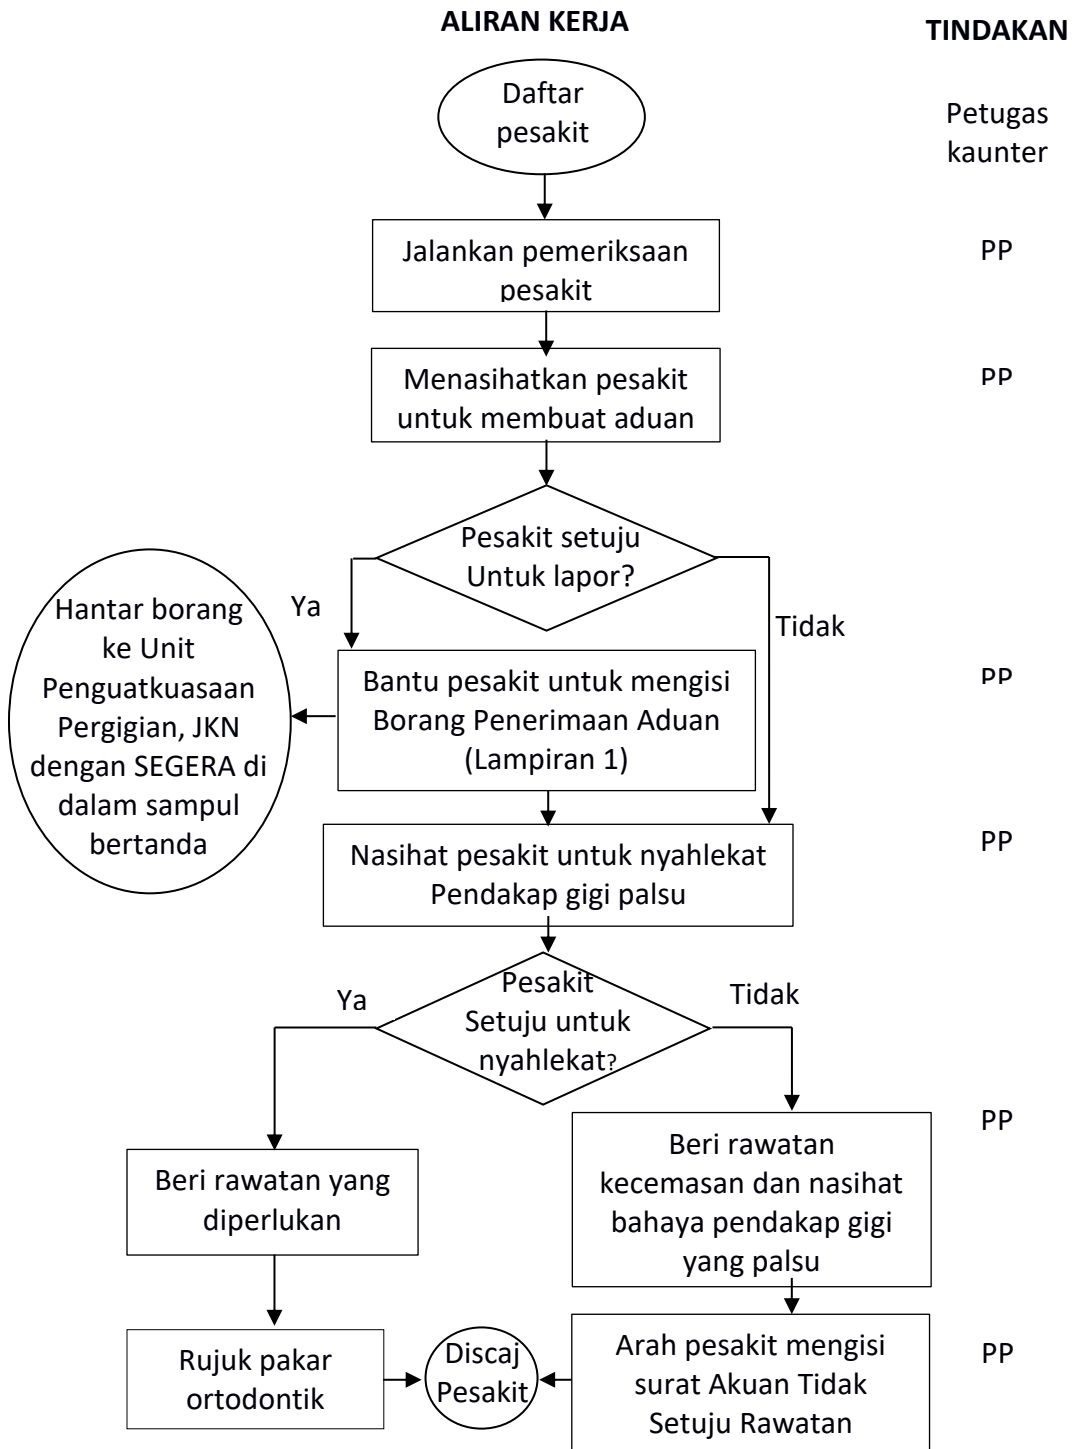 ALIRAN KERJA
TINDAKAN
Daftar
pesakit
Petugas
kaunter
Jalankan pemeriksaan
pesakit
PP
Menasihatkan pesakit
untuk membuat aduan
PP
Pesakit setuju
Untuk lapor?
Ya
Tidak
Hantar borang
ke Unit
Penguatkuasaan
Pergigian, JKN
dengan SEGERA di
dalam sampul
bertanda
Bantu pesakit untuk mengisi
Borang Penerimaan Aduan
(Lampiran 1)
PP
Nasihat pesakit untuk nyahlekat
Pendakap gigi palsu
PP
Pesakit
Setuju untuk
nyahlekat?
Ya
Tidak
Beri rawatan yang
diperlukan
Beri rawatan
kecemasan dan nasihat
bahaya pendakap gigi
yang palsu
PP
Rujuk pakar
ortodontik
Discaj
Pesakit
Arah pesakit mengisi
surat Akuan Tidak
Setuju Rawatan
PP